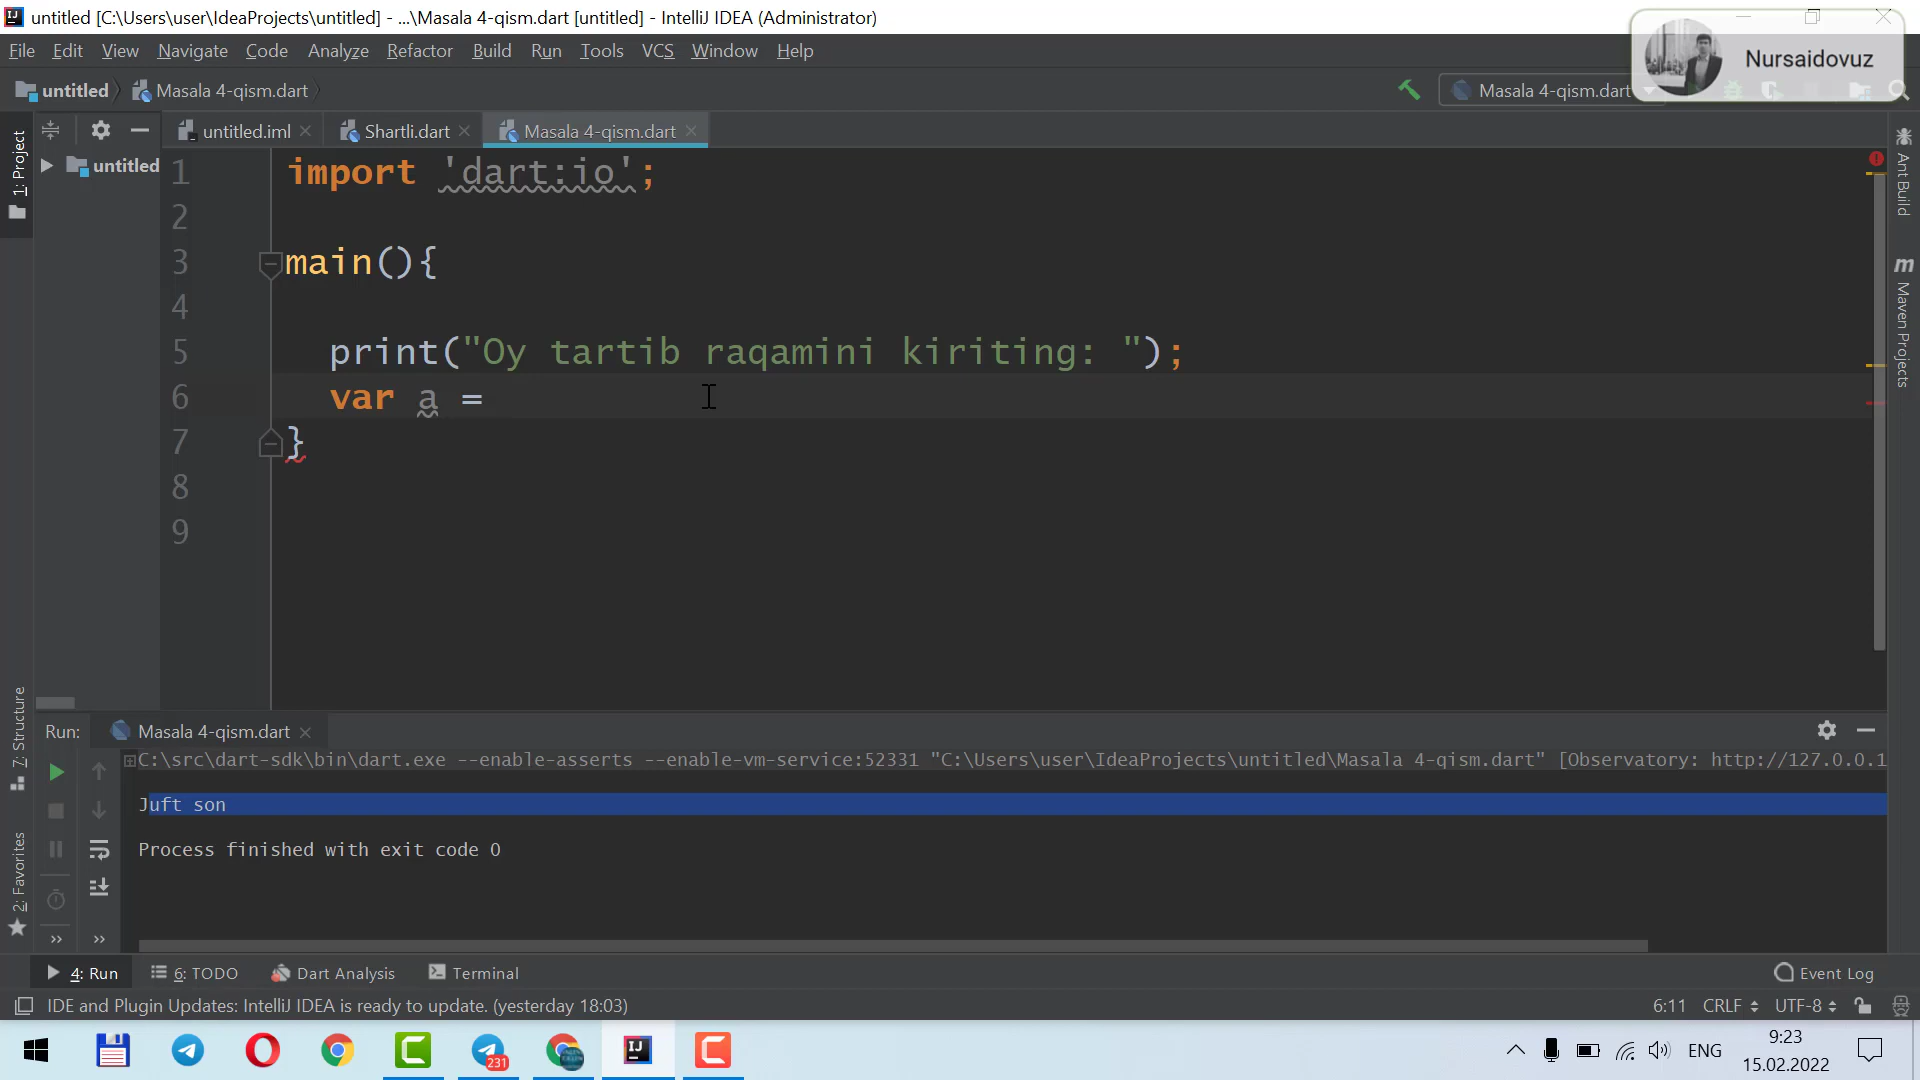 untitled [C:\Users\user\IdeaProjects\untitled] - ...\Masala 4-qism.dart [untitled] - IntelliJ IDEA (Administrator)
File Edit View Navigate Code Analyze Refactor Build Run Tools VCS Window Help
Nursaidovuz
untitled Masala 4-qism.dart
Masala 4-qism.dart
untitled.iml Shartli.dart Masala 4-qism.dart
1: Project
untitled
1 import 'dart:io';
2
3 main(){
4
5 print("Oy tartib raqamini kiriting: ");
6 var a =
7 }
8
9
Ant Build
Maven Projects
7: Structure
2: Favorites
Run: Masala 4-qism.dart
C:\src\dart-sdk\bin\dart.exe --enable-asserts --enable-vm-service:52331 "C:\Users\user\IdeaProjects\untitled\Masala 4-qism.dart" [Observatory: http://127.0.0.1
Juft son
Process finished with exit code 0
4: Run 6: TODO Dart Analysis Terminal Event Log
IDE and Plugin Updates: IntelliJ IDEA is ready to update. (yesterday 18:03) 6:11 CRLF UTF-8
231
ENG
9:23
15.02.2022